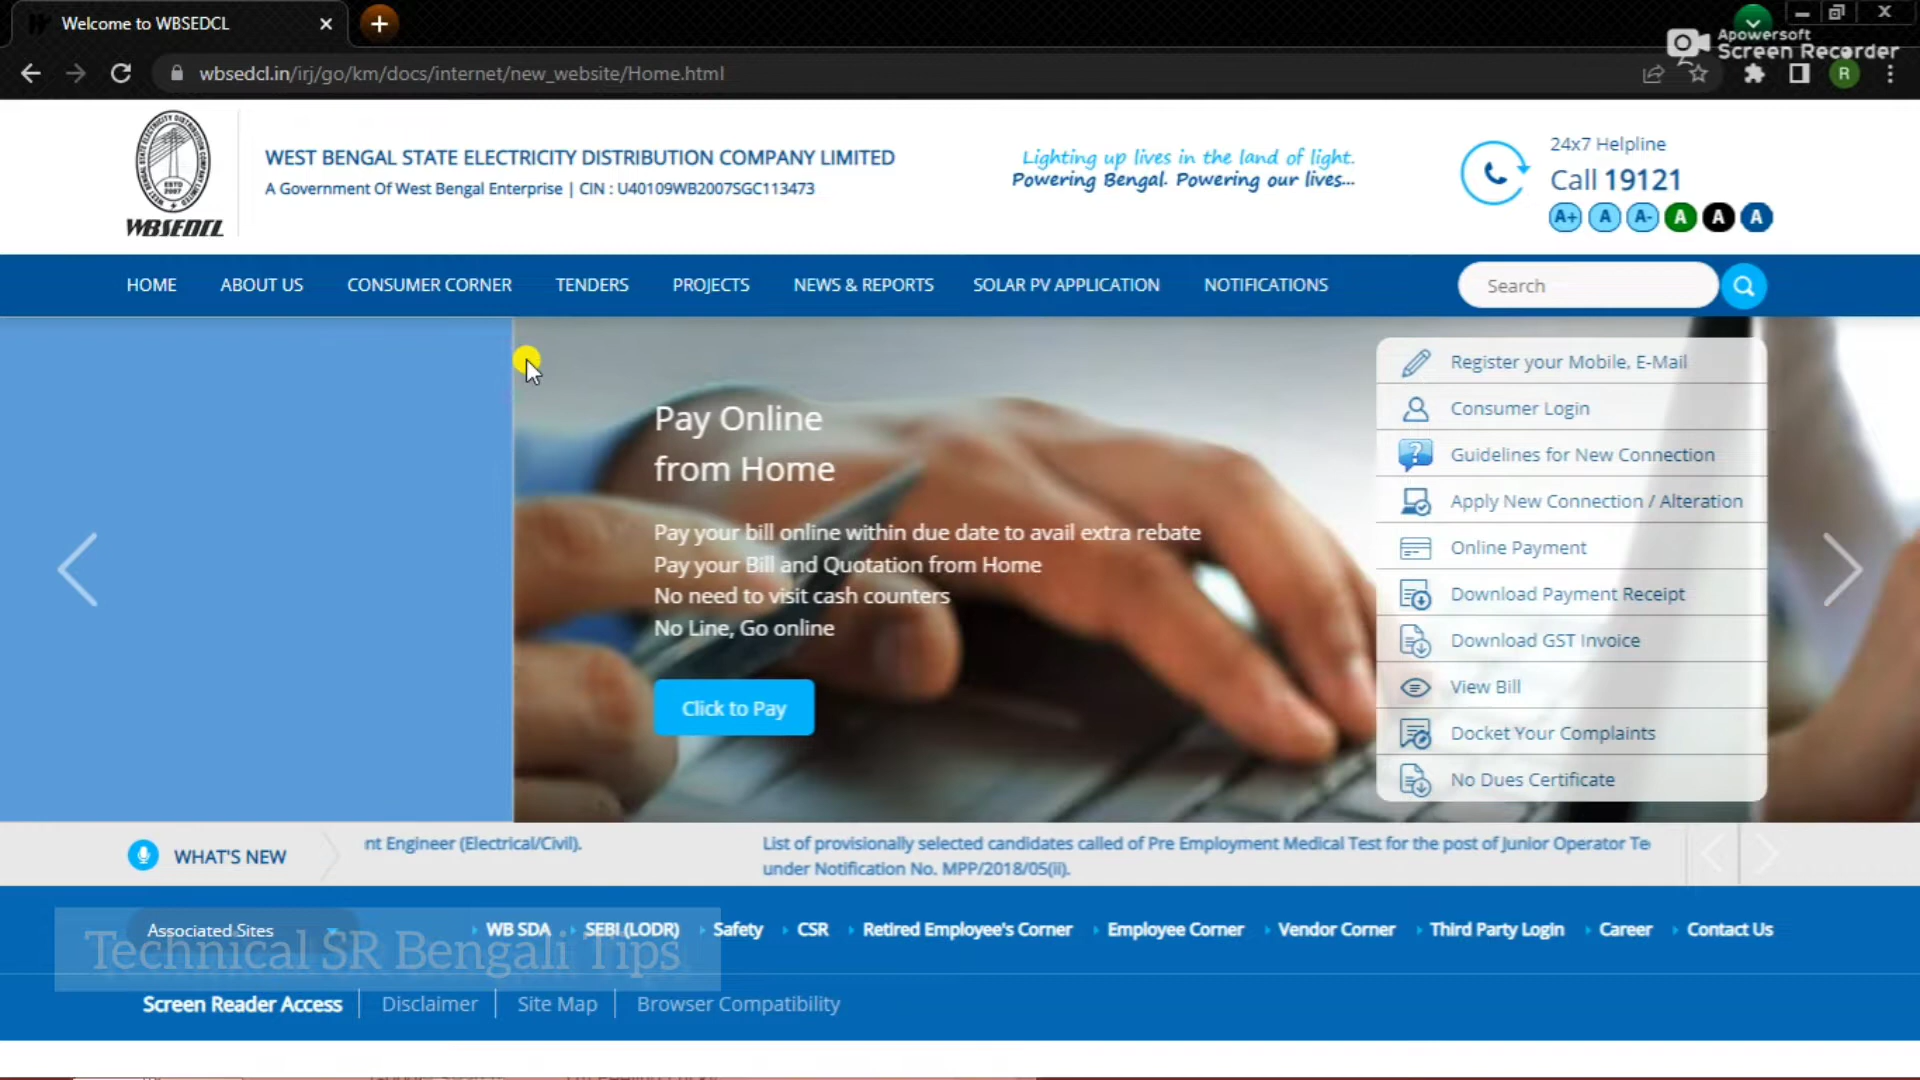 Welcome to WBSEDCL
Apowersoft
Screen Recorder
wbsedcl.in/irj/go/km/docs/internet/new_website/Home.html
R
WBSEDCL
WEST BENGAL STATE ELECTRICITY DISTRIBUTION COMPANY LIMITED
A Government Of West Bengal Enterprise | CIN : U40109WB2007SGC113473
Lighting up lives in the land of light.
Powering Bengal. Powering our lives...
24x7 Helpline
Call 19121
A+ A A- A A A
HOME ABOUT US CONSUMER CORNER TENDERS PROJECTS NEWS & REPORTS SOLAR PV APPLICATION NOTIFICATIONS Search
Pay Online
from Home
Pay your bill online within due date to avail extra rebate
Pay your Bill and Quotation from Home
No need to visit cash counters
No Line, Go online
Click to Pay
Register your Mobile, E-Mail
Consumer Login
Guidelines for New Connection
Apply New Connection / Alteration
Online Payment
Download Payment Receipt
Download GST Invoice
View Bill
Docket Your Complaints
No Dues Certificate
WHAT'S NEW
nt Engineer (Electrical/Civil).
List of provisionally selected candidates called of Pre Employment Medical Test for the post of Junior Operator Te
under Notification No. MPP/2018/05(ii).
Associated Sites WB SDA SEBI (LODR) Safety CSR Retired Employee's Corner Employee Corner Vendor Corner Third Party Login Career Contact Us
Technical SR Bengali Tips
Screen Reader Access Disclaimer Site Map Browser Compatibility